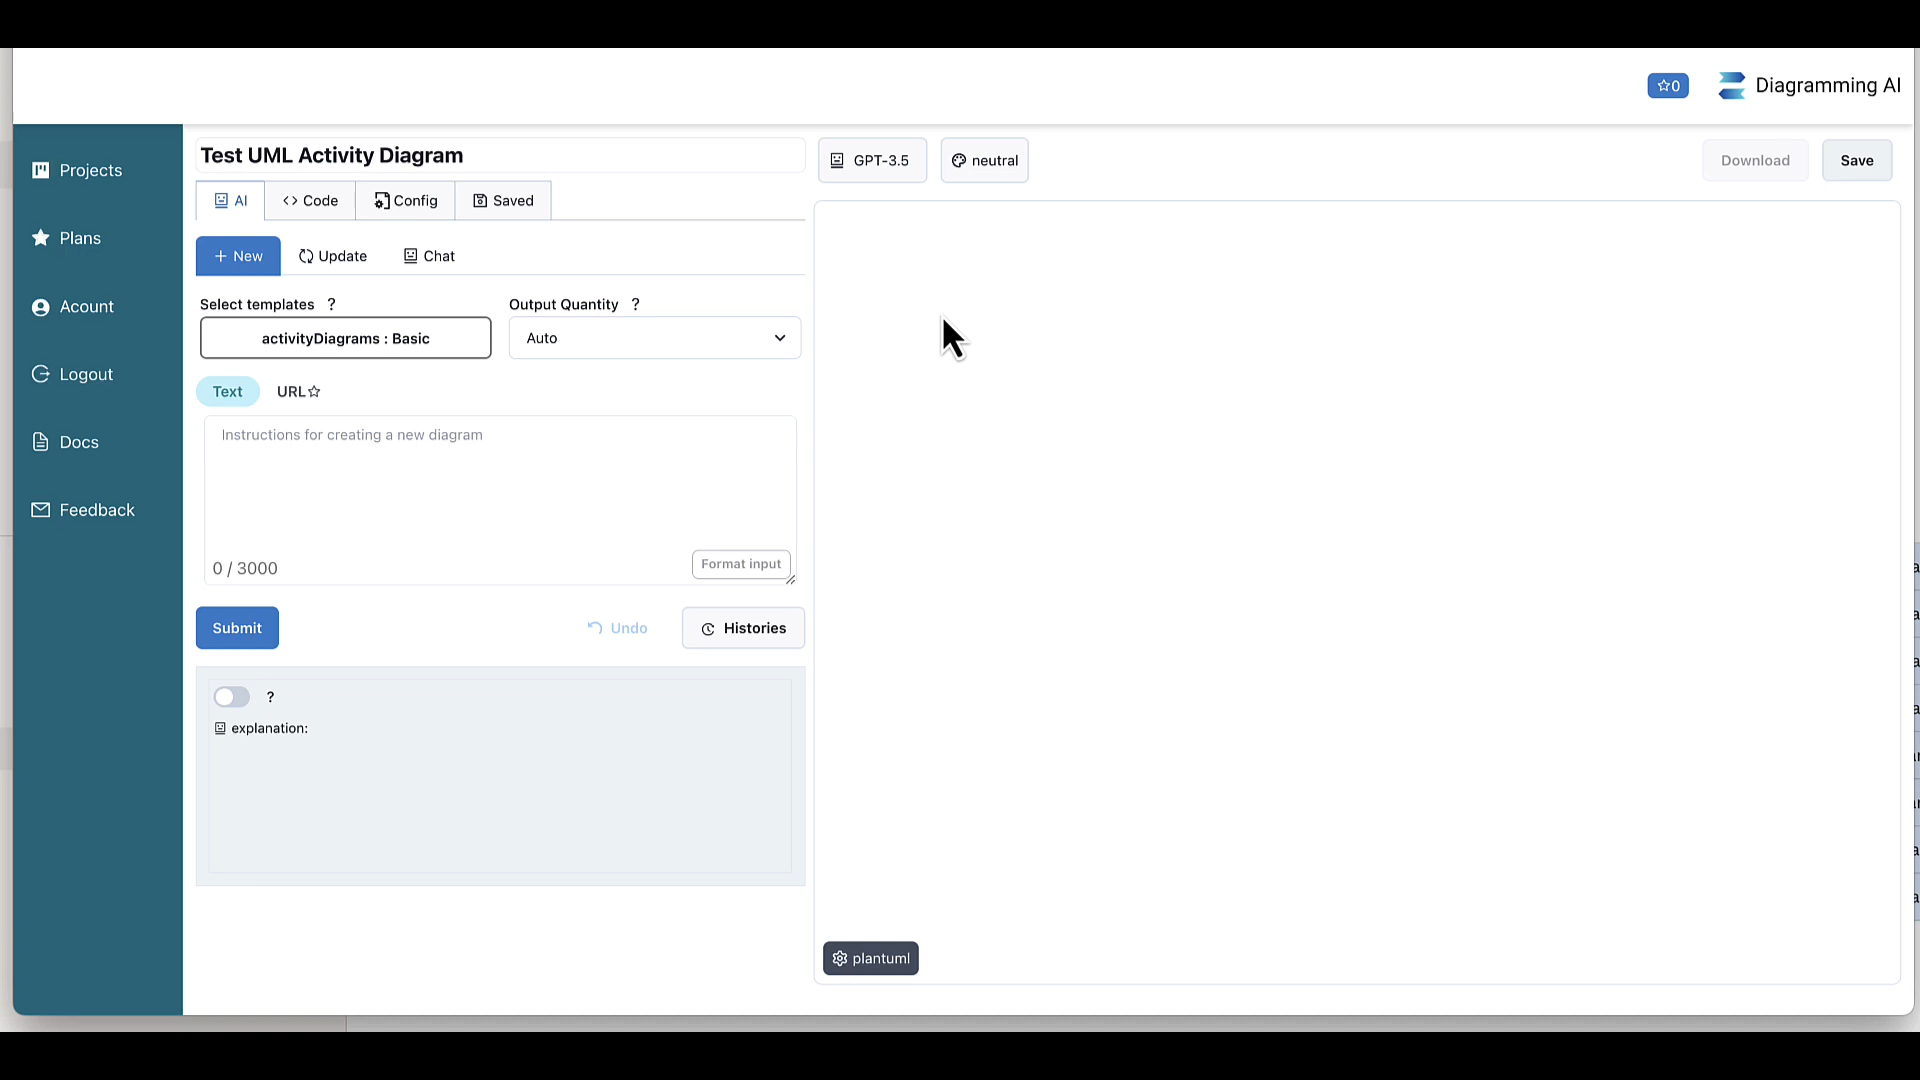 ☆0 Diagramming AI
Projects
Plans
Acount
Logout
Docs
Feedback
Test UML Activity Diagram
GPT-3.5 neutral Download Save
AI <> Code Config Saved
+ New Update Chat
Select templates ? Output Quantity ?
activityDiagrams : Basic Auto
Text URL☆
Instructions for creating a new diagram
0 / 3000 Format input
Submit Undo Histories
?
explanation:
plantuml